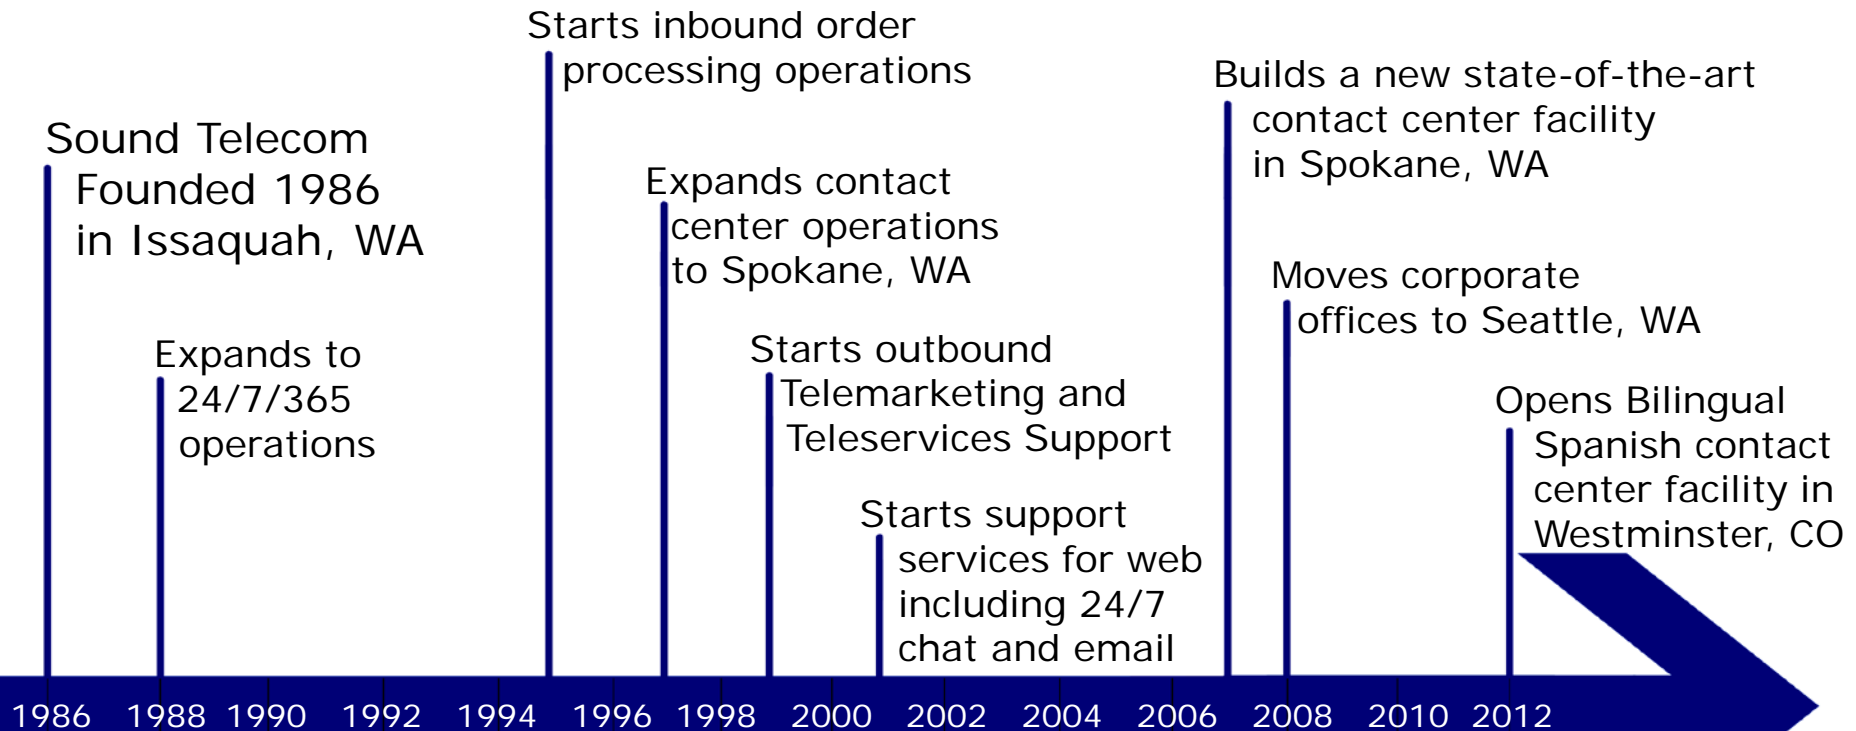 Sound Telecom
Founded 1986
in Issaquah, WA
Expands to
24/7/365
operations
Starts inbound order
processing operations
Expands contact
center operations
to Spokane, WA
Starts outbound
Telemarketing and
Teleservices Support
Starts support
services for web
including 24/7
chat and email
Builds a new state-of-the-art
contact center facility
in Spokane, WA
Moves corporate
offices to Seattle, WA
Opens Bilingual
Spanish contact
center facility in
Westminster, CO
1986 1988 1990 1992 1994 1996 1998 2000 2002 2004 2006 2008 2010 2012